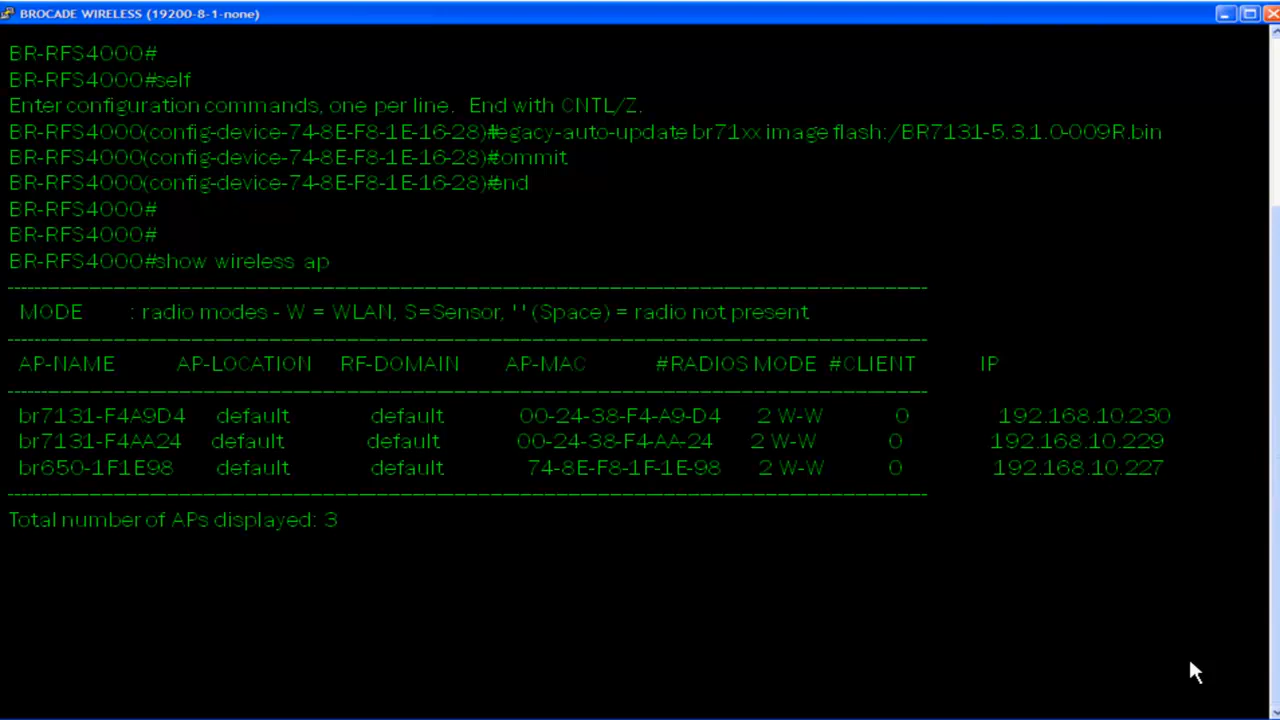 BROCADE WIRELESS (19200-8-1-none)
BR-RFS4000#
BR-RFS4000#self
Enter configuration commands, one per line. End with CNTL/Z.
BR-RFS4000(config-device-74-8E-F8-1E-16-28)#legacy-auto-update br71xx image flash:/BR7131-5.3.1.0-009R.bin
BR-RFS4000(config-device-74-8E-F8-1E-16-28)#commit
BR-RFS4000(config-device-74-8E-F8-1E-16-28)#end
BR-RFS4000#
BR-RFS4000#
BR-RFS4000#show wireless ap
MODE : radio modes - W = WLAN, S=Sensor, ' ' (Space) = radio not present
AP-NAME AP-LOCATION RF-DOMAIN AP-MAC #RADIOS MODE #CLIENT IP
br7131-F4A9D4 default default 00-24-38-F4-A9-D4 2 W-W 0 192.168.10.230
br7131-F4AA24 default default 00-24-38-F4-AA-24 2 W-W 0 192.168.10.229
br650-1F1E98 default default 74-8E-F8-1F-1E-98 2 W-W 0 192.168.10.227
Total number of APs displayed: 3